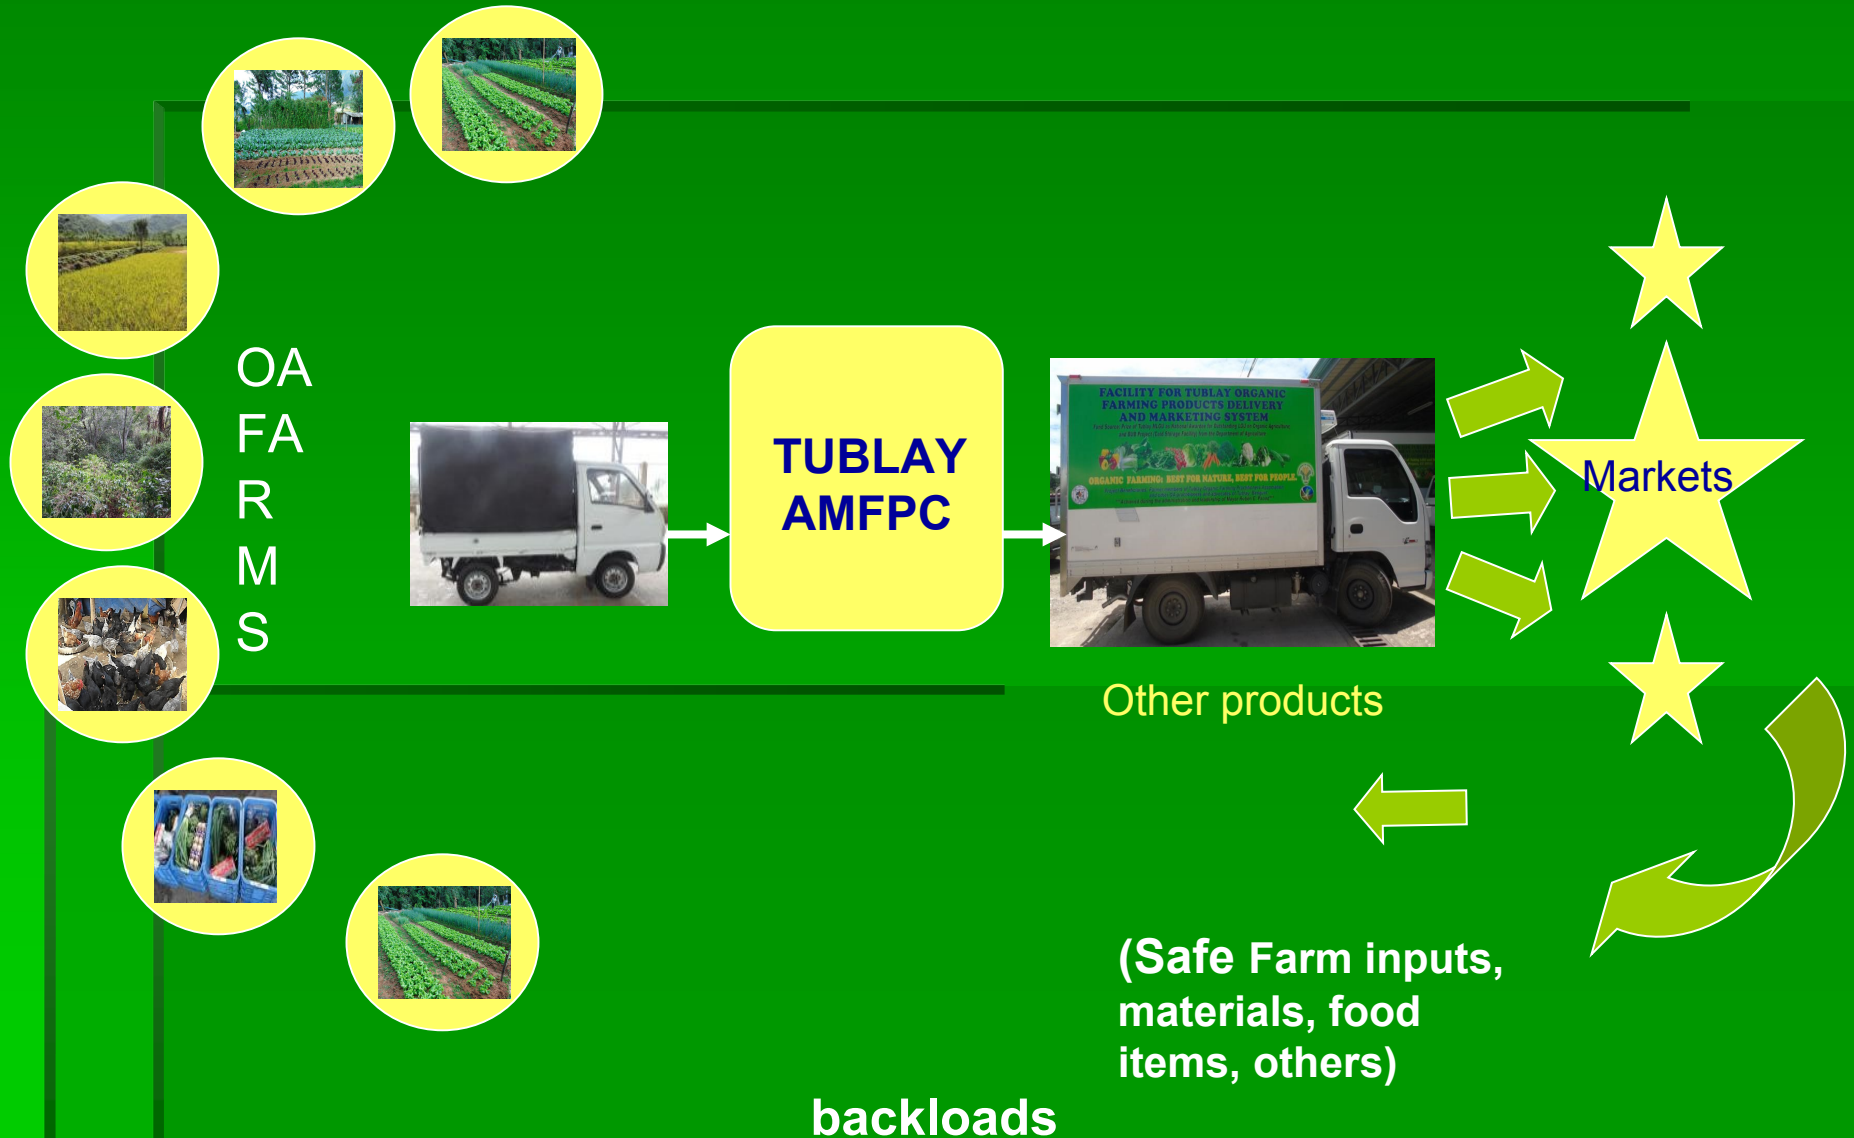 OA
FA
R
M
S
TUBLAY
AMFPC
FACILITY FOR TUBLAY ORGANIC
FARMING PRODUCTS DELIVERY
AND MARKETING SYSTEM
ORGANIC FARMING: BEST FOR NATURE, BEST FOR PEOPLE.
Markets
Other products
(Safe Farm inputs,
materials, food
items, others)
backloads